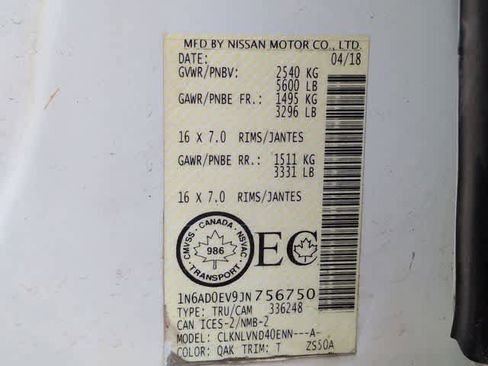 MFD BY NISSAN MOTOR CO., LTD.
DATE: 04/18
GVWR/PNBV: 2540 KG
5600 LB
GAWR/PNBE FR.: 1495 KG
3296 LB
16 X 7.0 RIMS/JANTES
GAWR/PNBE RR.: 1511 KG
3331 LB
16 X 7.0 RIMS/JANTES
CMVSS - CANADA - NSVAC
986
TRANSPORT
EC
1N6AD0EV9JN756750
TYPE: TRU/CAM 336248
CAN ICES-2/NMB-2
MODEL: CLKNLVND40ENN---A-
COLOR: QAK TRIM: T ZS50A